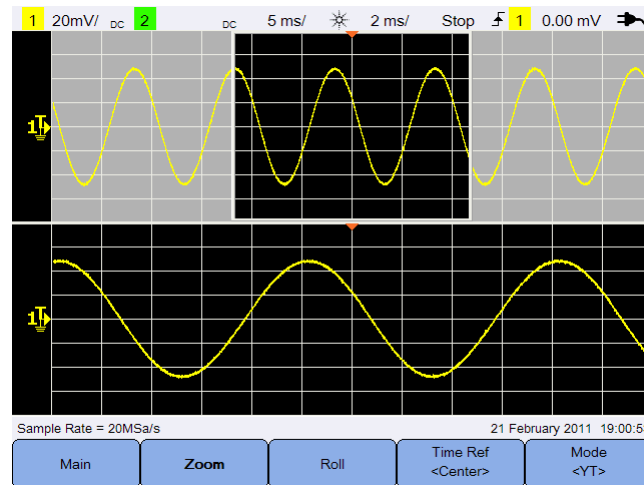 1 20mV/ DC 2 DC 5 ms/ 2 ms/ Stop 1 0.00 mV
1
1
Sample Rate = 20MSa/s 21 February 2011 19:00:5
Main Zoom Roll Time Ref <Center> Mode <YT>